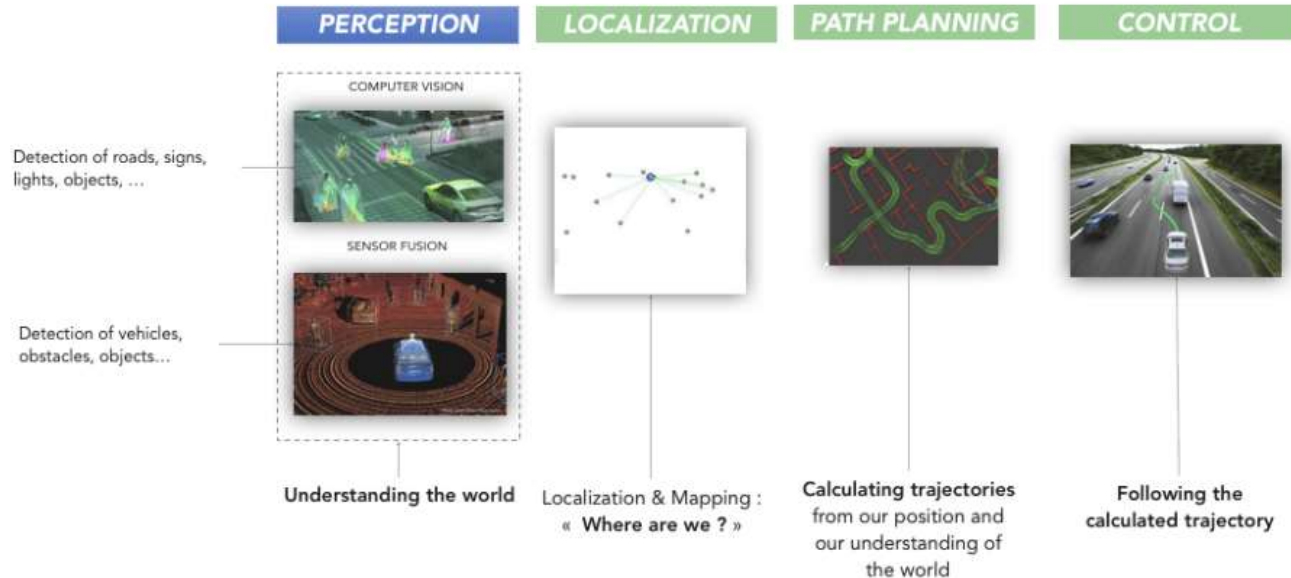 PERCEPTION
LOCALIZATION
PATH PLANNING
CONTROL
COMPUTER VISION
Detection of roads, signs,
lights, objects, …
SENSOR FUSION
Detection of vehicles,
obstacles, objects…
Understanding the world
Localization & Mapping :
« Where are we ? »
Calculating trajectories
from our position and
our understanding of
the world
Following the
calculated trajectory